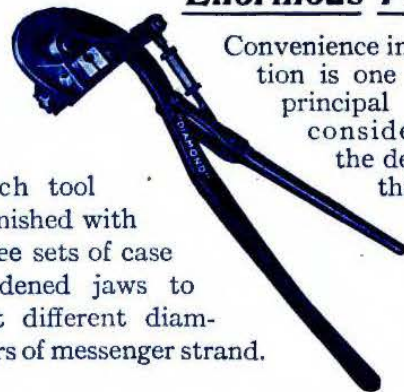 Convenience in
tion is one
principal
conside
the de
th
DIAMOND
ch tool
nished with
ee sets of case
dened jaws to
t different diam-
rs of messenger strand.